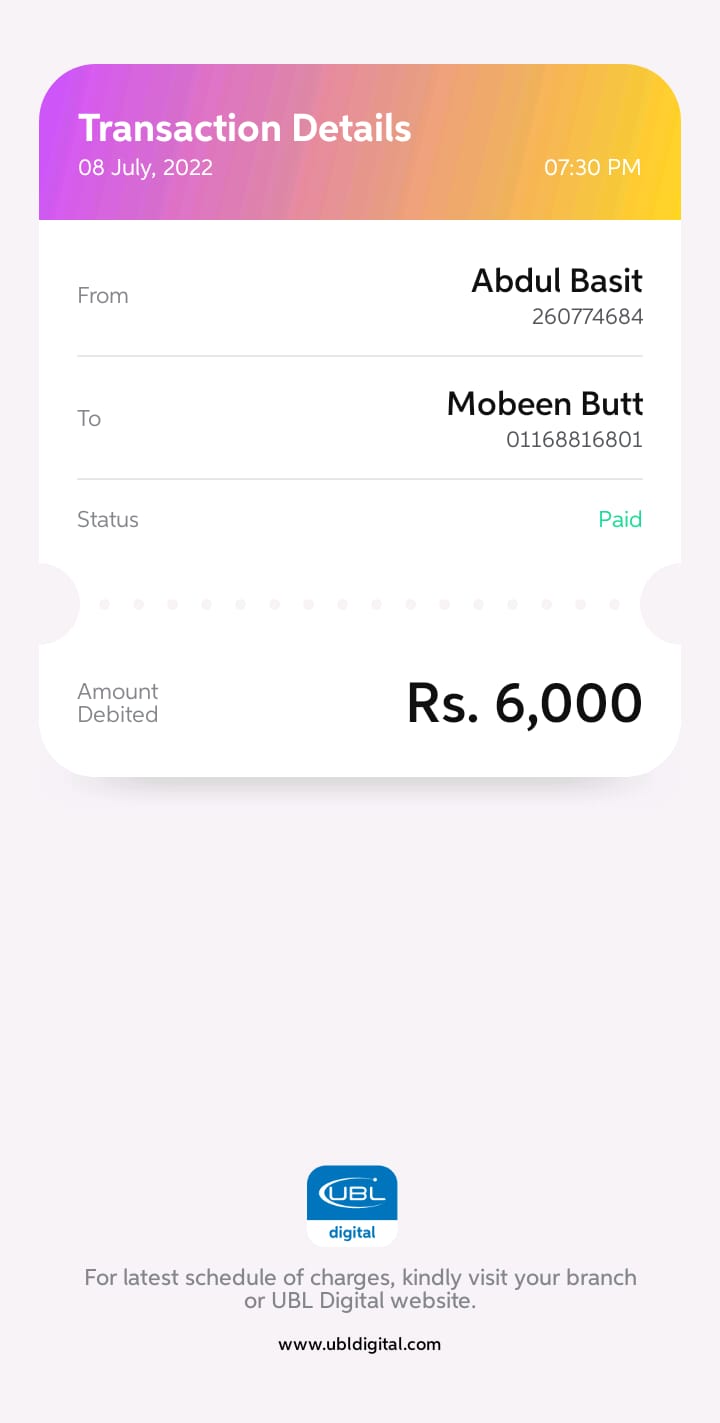 Transaction Details
08 July, 2022 07:30 PM
From
Abdul Basit
260774684
To
Mobeen Butt
01168816801
Status Paid
Amount
Debited
Rs. 6,000
UBL
digital
For latest schedule of charges, kindly visit your branch
or UBL Digital website.
www.ubldigital.com